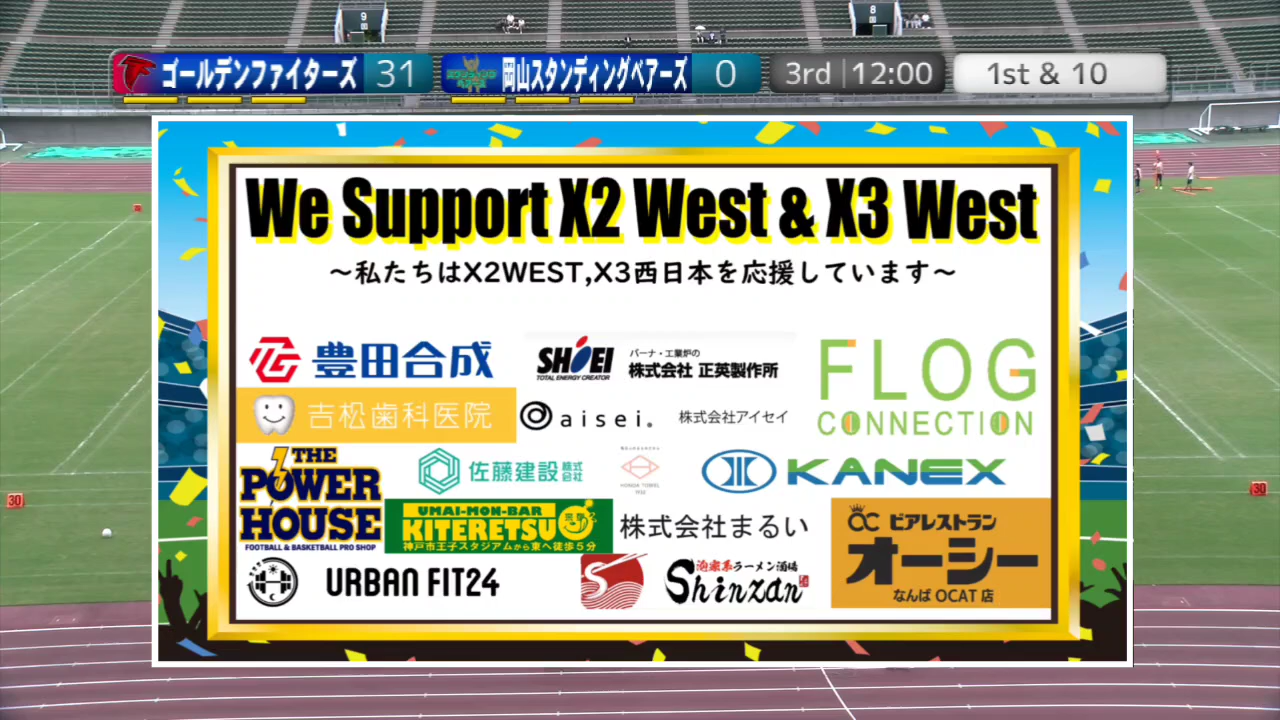 9
8
ゴールデンファイターズ 31 岡山スタンディングベアーズ 0 3rd 12:00 1st & 10
We Support X2 West & X3 West
～私たちはX2WEST,X3西日本を応援しています～
豊田合成
SHOEI
TOTAL ENERGY CREATOR
バーナ・工業炉の
株式会社 正英製作所
FLOG
CONNECTION
吉松歯科医院
aisei.
株式会社アイセイ
THE
POWER
HOUSE
FOOTBALL & BASKETBALL PRO SHOP
佐藤建設株式会社
HONDA TOWEL
1932
KANEX
UMAI-MON-BAR
KITERETSU
神戸市王子スタジアムから東へ徒歩5分
株式会社まるい
OC ビアレストラン
オーシー
なんばOCAT店
URBAN FIT24
泡家系ラーメン酒場
Shinzan
30
30